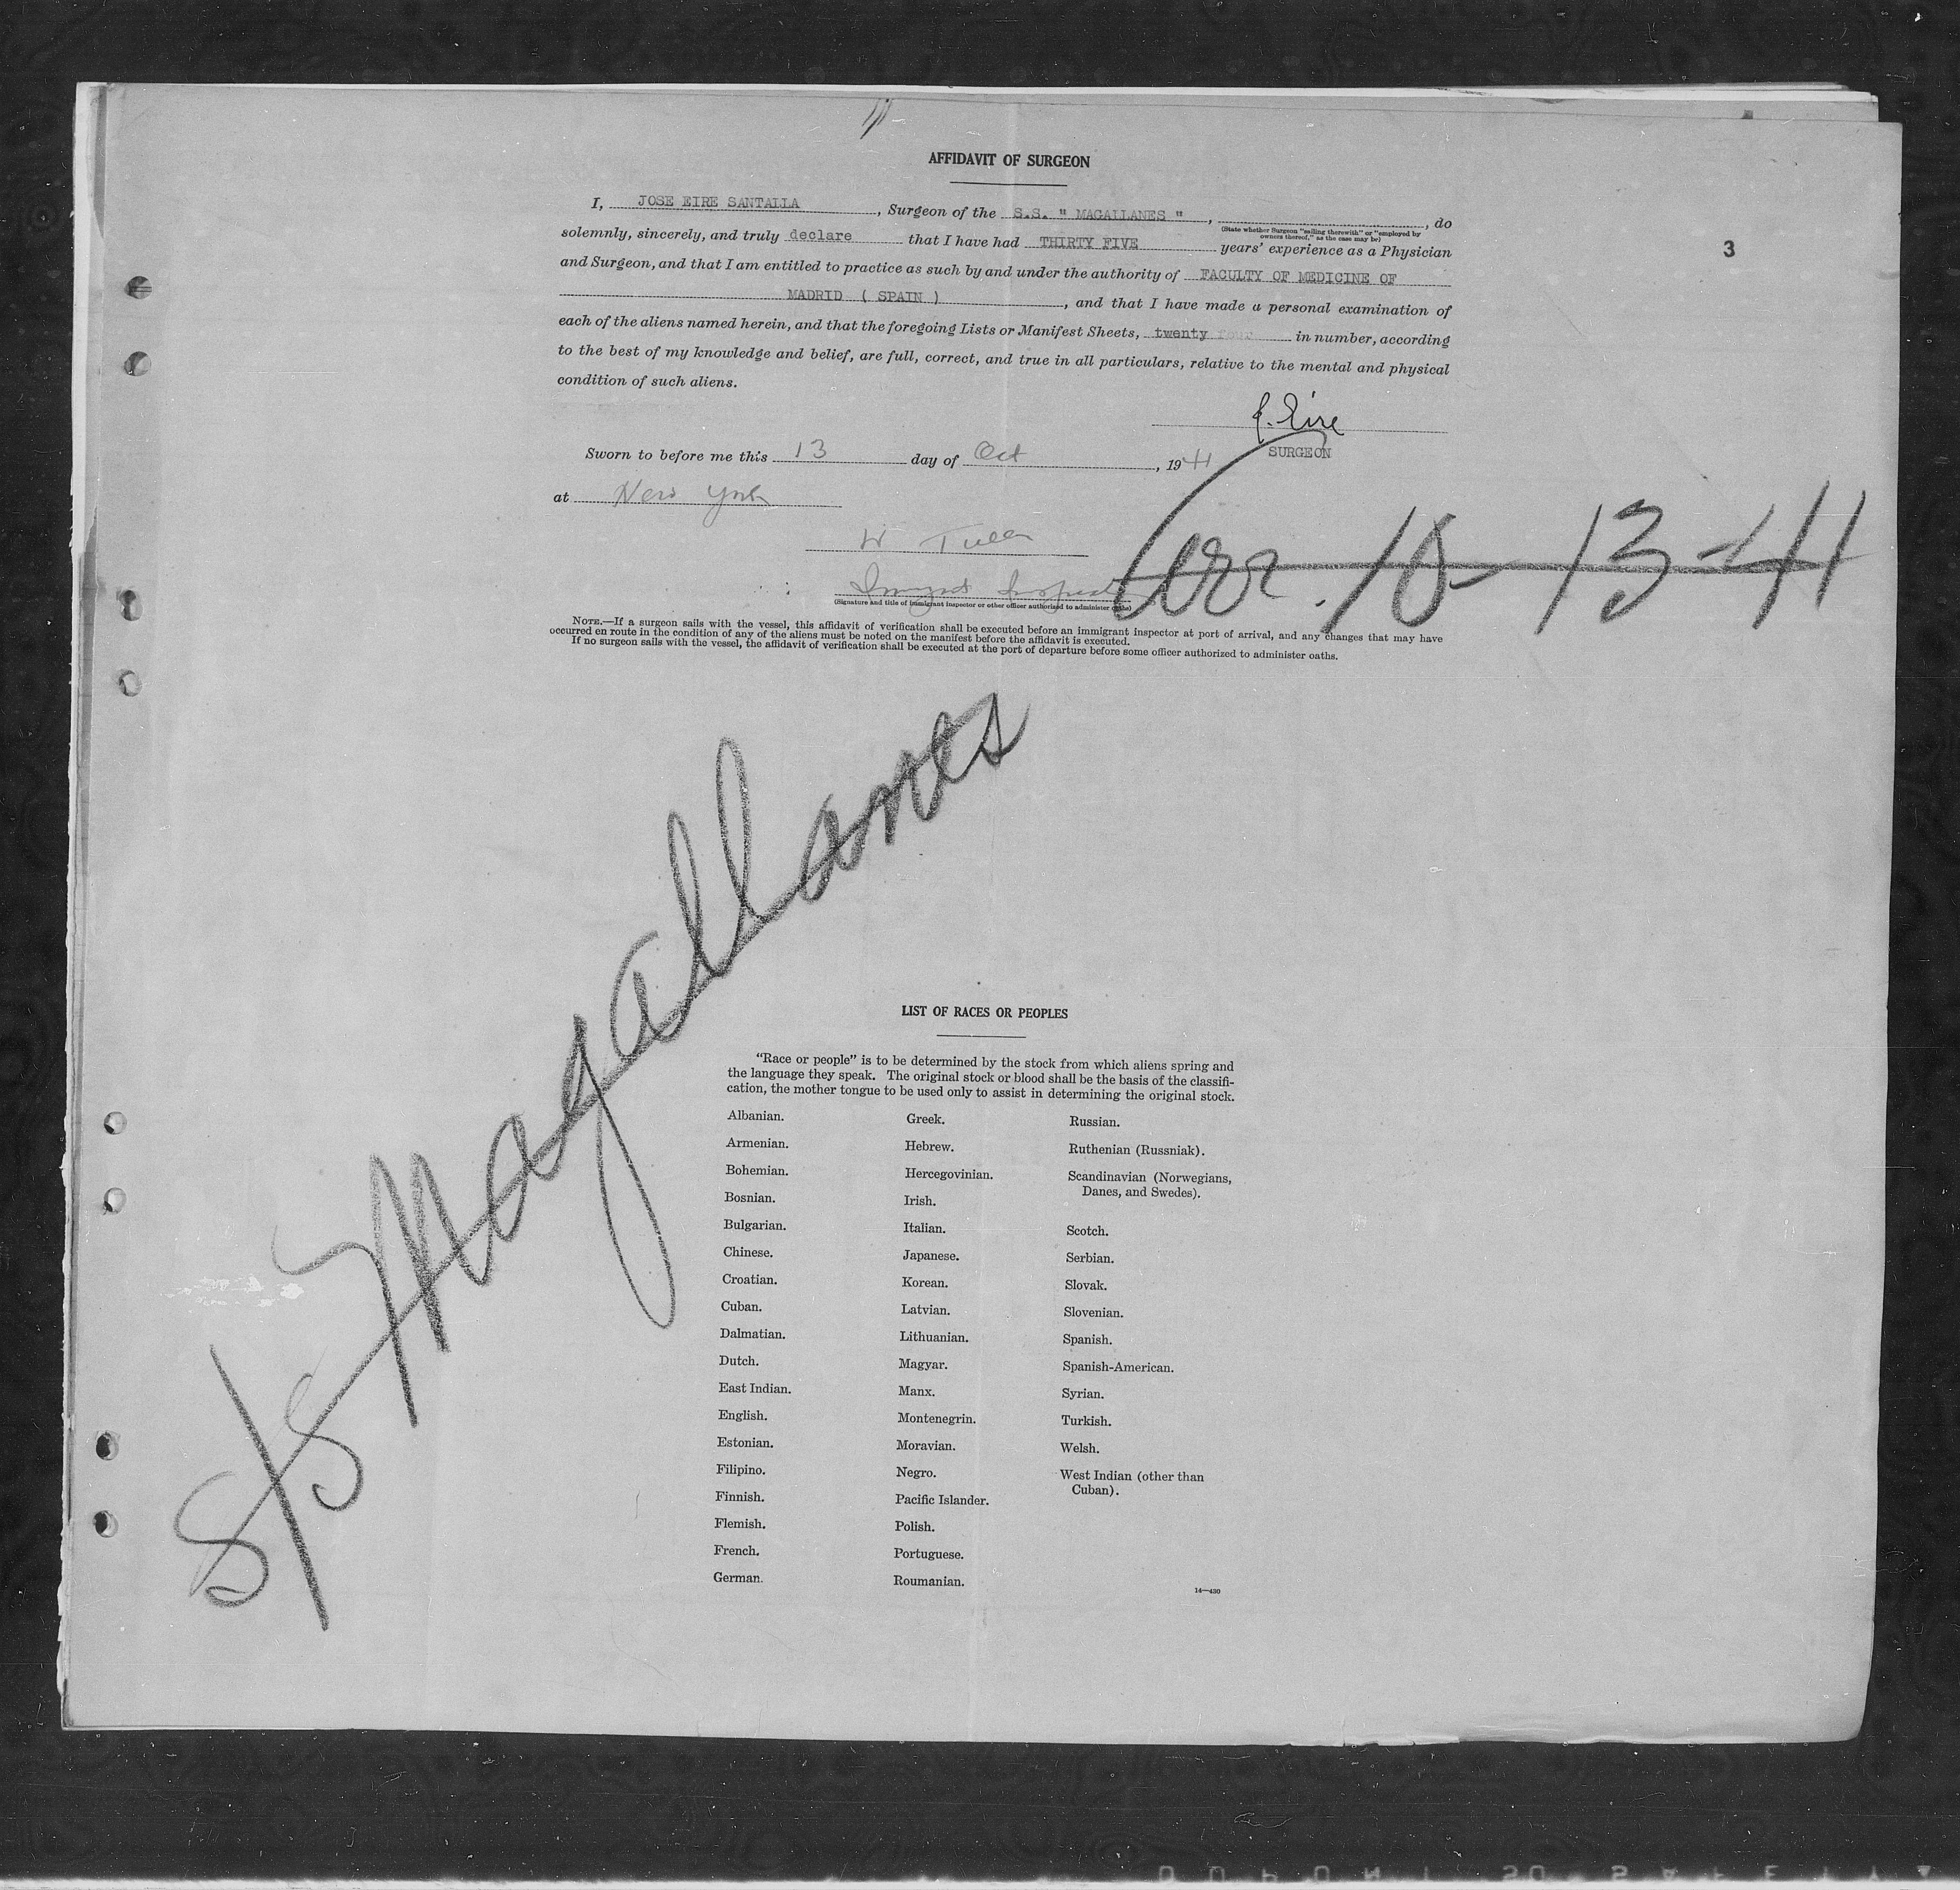 AFFIDAVIT OF SURGEON
I, JOSE EIRE SANTALLA, Surgeon of the S.S. " MAGALLANES ", , do
(State whether Surgeon "sailing therewith" or "employed by
owners thereof," as the case may be)
3
solemnly, sincerely, and truly declare that I have had THIRTY FIVE years' experience as a Physician
and Surgeon, and that I am entitled to practice as such by and under the authority of FACULTY OF MEDICINE OF
MADRID ( SPAIN ), and that I have made a personal examination of
each of the aliens named herein, and that the foregoing Lists or Manifest Sheets, twenty four in number, according
to the best of my knowledge and belief, are full, correct, and true in all particulars, relative to the mental and physical
condition of such aliens.
Eire
SURGEON
Sworn to before me this 13 day of Oct, 1941
at New York
Arr. 10-13-41
Immigrant Inspector
(Signature and title of immigrant inspector or other officer authorized to administer oaths)
NOTE.—If a surgeon sails with the vessel, this affidavit of verification shall be executed before an immigrant inspector at port of arrival, and any changes that may have
occurred en route in the condition of any of the aliens must be noted on the manifest before the affidavit is executed.
If no surgeon sails with the vessel, the affidavit of verification shall be executed at the port of departure before some officer authorized to administer oaths.
S/S Magallanes
LIST OF RACES OR PEOPLES
"Race or people" is to be determined by the stock from which aliens spring and
the language they speak. The original stock or blood shall be the basis of the classifi-
cation, the mother tongue to be used only to assist in determining the original stock.
Albanian.
Armenian.
Bohemian.
Bosnian.
Bulgarian.
Chinese.
Croatian.
Cuban.
Dalmatian.
Dutch.
East Indian.
English.
Estonian.
Filipino.
Finnish.
Flemish.
French.
German.
Greek.
Hebrew.
Hercegovinian.
Irish.
Italian.
Japanese.
Korean.
Latvian.
Lithuanian.
Magyar.
Manx.
Montenegrin.
Moravian.
Negro.
Pacific Islander.
Polish.
Portuguese.
Roumanian.
Russian.
Ruthenian (Russniak).
Scandinavian (Norwegians,
Danes, and Swedes).
Scotch.
Serbian.
Slovak.
Slovenian.
Spanish.
Spanish-American.
Syrian.
Turkish.
Welsh.
West Indian (other than
Cuban).
14—430